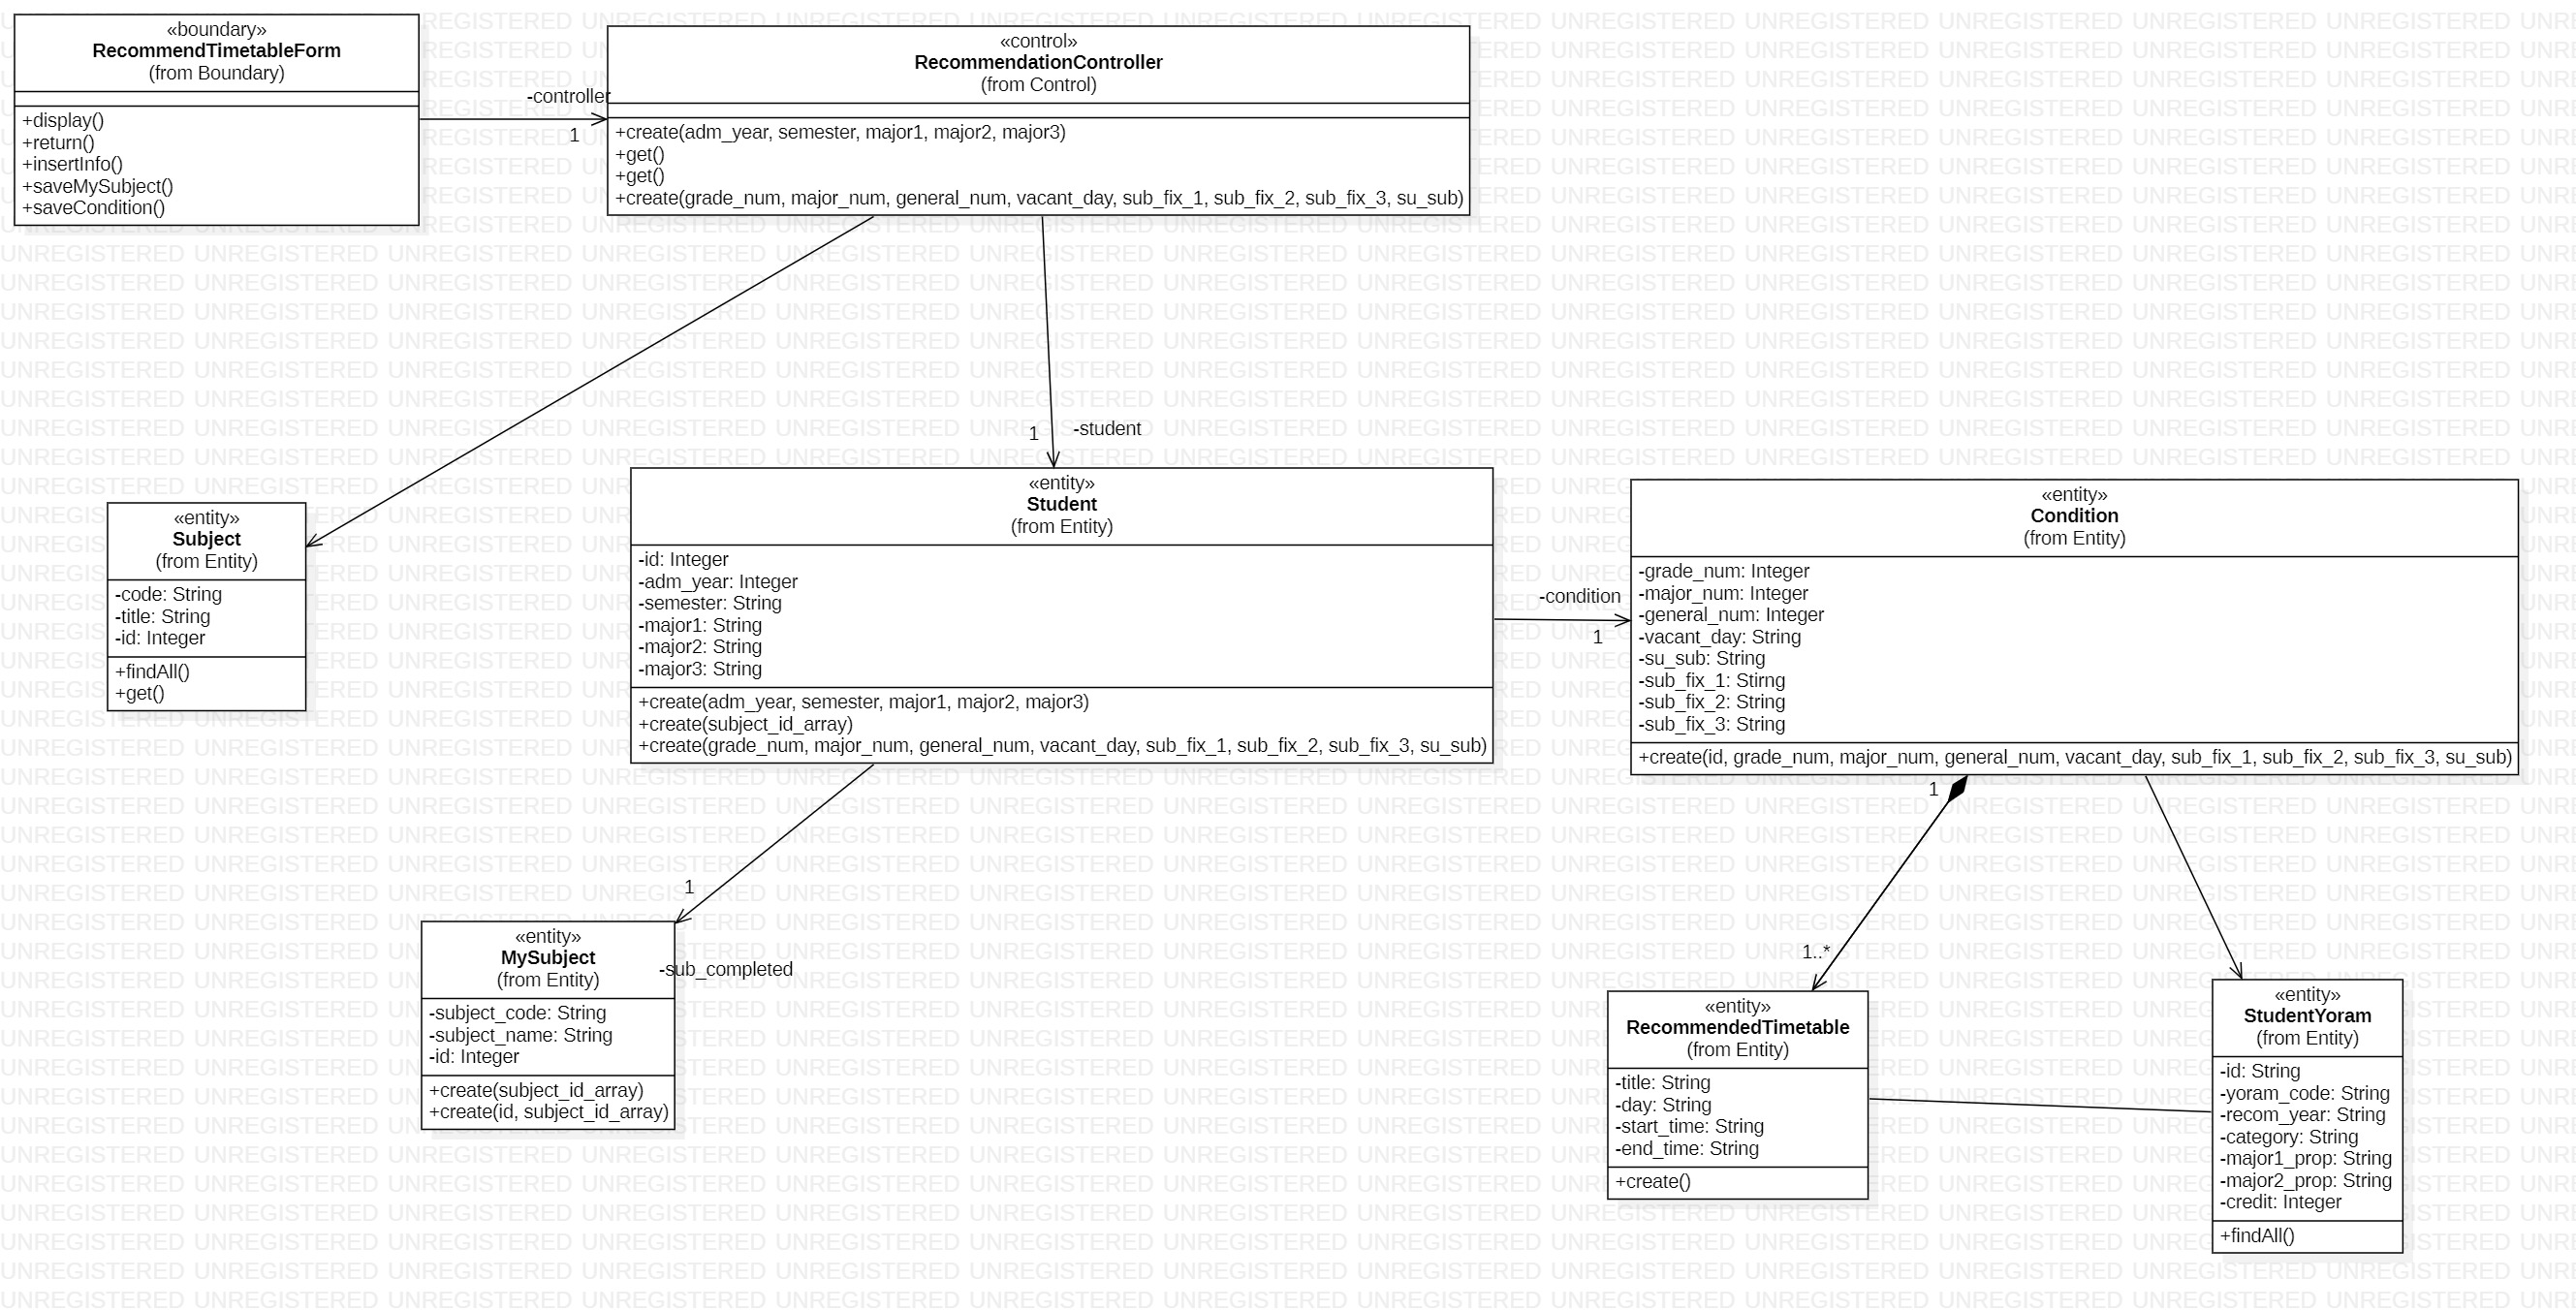 «boundary»
RecommendTimetableForm
(from Boundary)
+display()
+return()
+insertInfo()
+saveMySubject()
+saveCondition()
-controller
1
«control»
RecommendationController
(from Control)
+create(adm_year, semester, major1, major2, major3)
+get()
+get()
+create(grade_num, major_num, general_num, vacant_day, sub_fix_1, sub_fix_2, sub_fix_3, su_sub)
1
-student
«entity»
Subject
(from Entity)
-code: String
-title: String
-id: Integer
+findAll()
+get()
«entity»
Student
(from Entity)
-id: Integer
-adm_year: Integer
-semester: String
-major1: String
-major2: String
-major3: String
+create(adm_year, semester, major1, major2, major3)
+create(subject_id_array)
+create(grade_num, major_num, general_num, vacant_day, sub_fix_1, sub_fix_2, sub_fix_3, su_sub)
-condition
1
«entity»
Condition
(from Entity)
-grade_num: Integer
-major_num: Integer
-general_num: Integer
-vacant_day: String
-su_sub: String
-sub_fix_1: Stirng
-sub_fix_2: String
-sub_fix_3: String
+create(id, grade_num, major_num, general_num, vacant_day, sub_fix_1, sub_fix_2, sub_fix_3, su_sub)
1
1..*
1
-sub_completed
«entity»
MySubject
(from Entity)
-subject_code: String
-subject_name: String
-id: Integer
+create(subject_id_array)
+create(id, subject_id_array)
«entity»
RecommendedTimetable
(from Entity)
-title: String
-day: String
-start_time: String
-end_time: String
+create()
«entity»
StudentYoram
(from Entity)
-id: String
-yoram_code: String
-recom_year: String
-category: String
-major1_prop: String
-major2_prop: String
-credit: Integer
+findAll()
UNREGISTERED